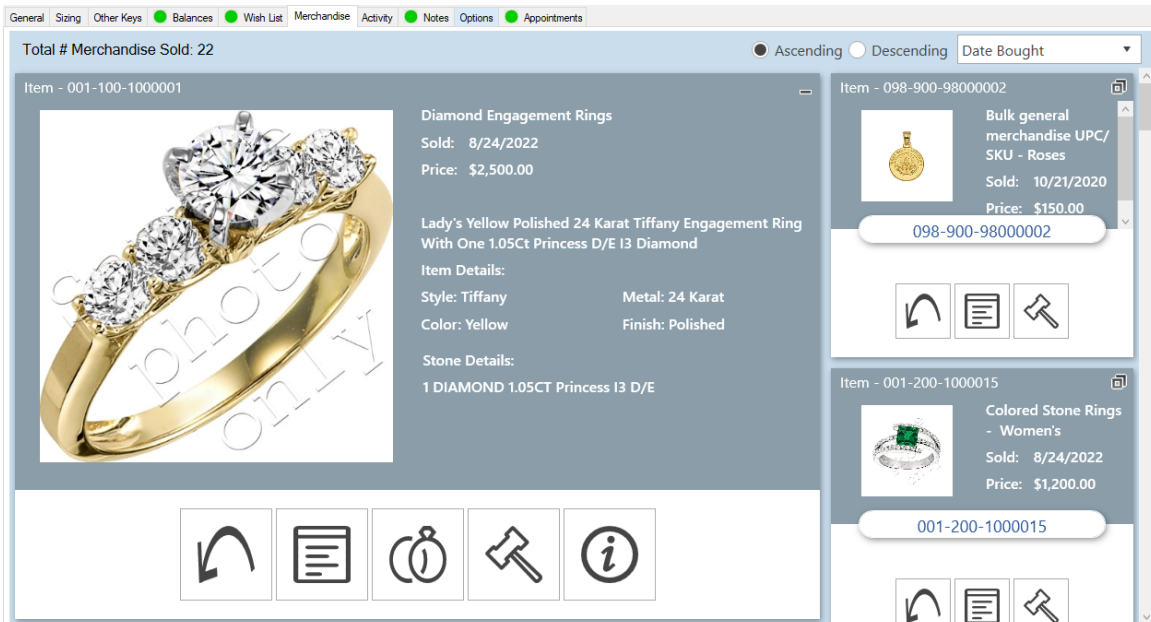 General Sizing Other Keys Balances Wish List Merchandise Activity Notes Options Appointments
Total # Merchandise Sold: 22
Ascending Descending Date Bought
Item - 001-100-1000001
Diamond Engagement Rings
Sold: 8/24/2022
Price: $2,500.00
Lady's Yellow Polished 24 Karat Tiffany Engagement Ring
With One 1.05Ct Princess D/E I3 Diamond
Item Details:
Style: Tiffany Metal: 24 Karat
Color: Yellow Finish: Polished
Stone Details:
1 DIAMOND 1.05CT Princess I3 D/E
photo
only
Item - 098-900-98000002
Bulk general
merchandise UPC/
SKU - Roses
Sold: 10/21/2020
Price: $150.00
098-900-98000002
Item - 001-200-1000015
Colored Stone Rings
- Women's
Sold: 8/24/2022
Price: $1,200.00
001-200-1000015